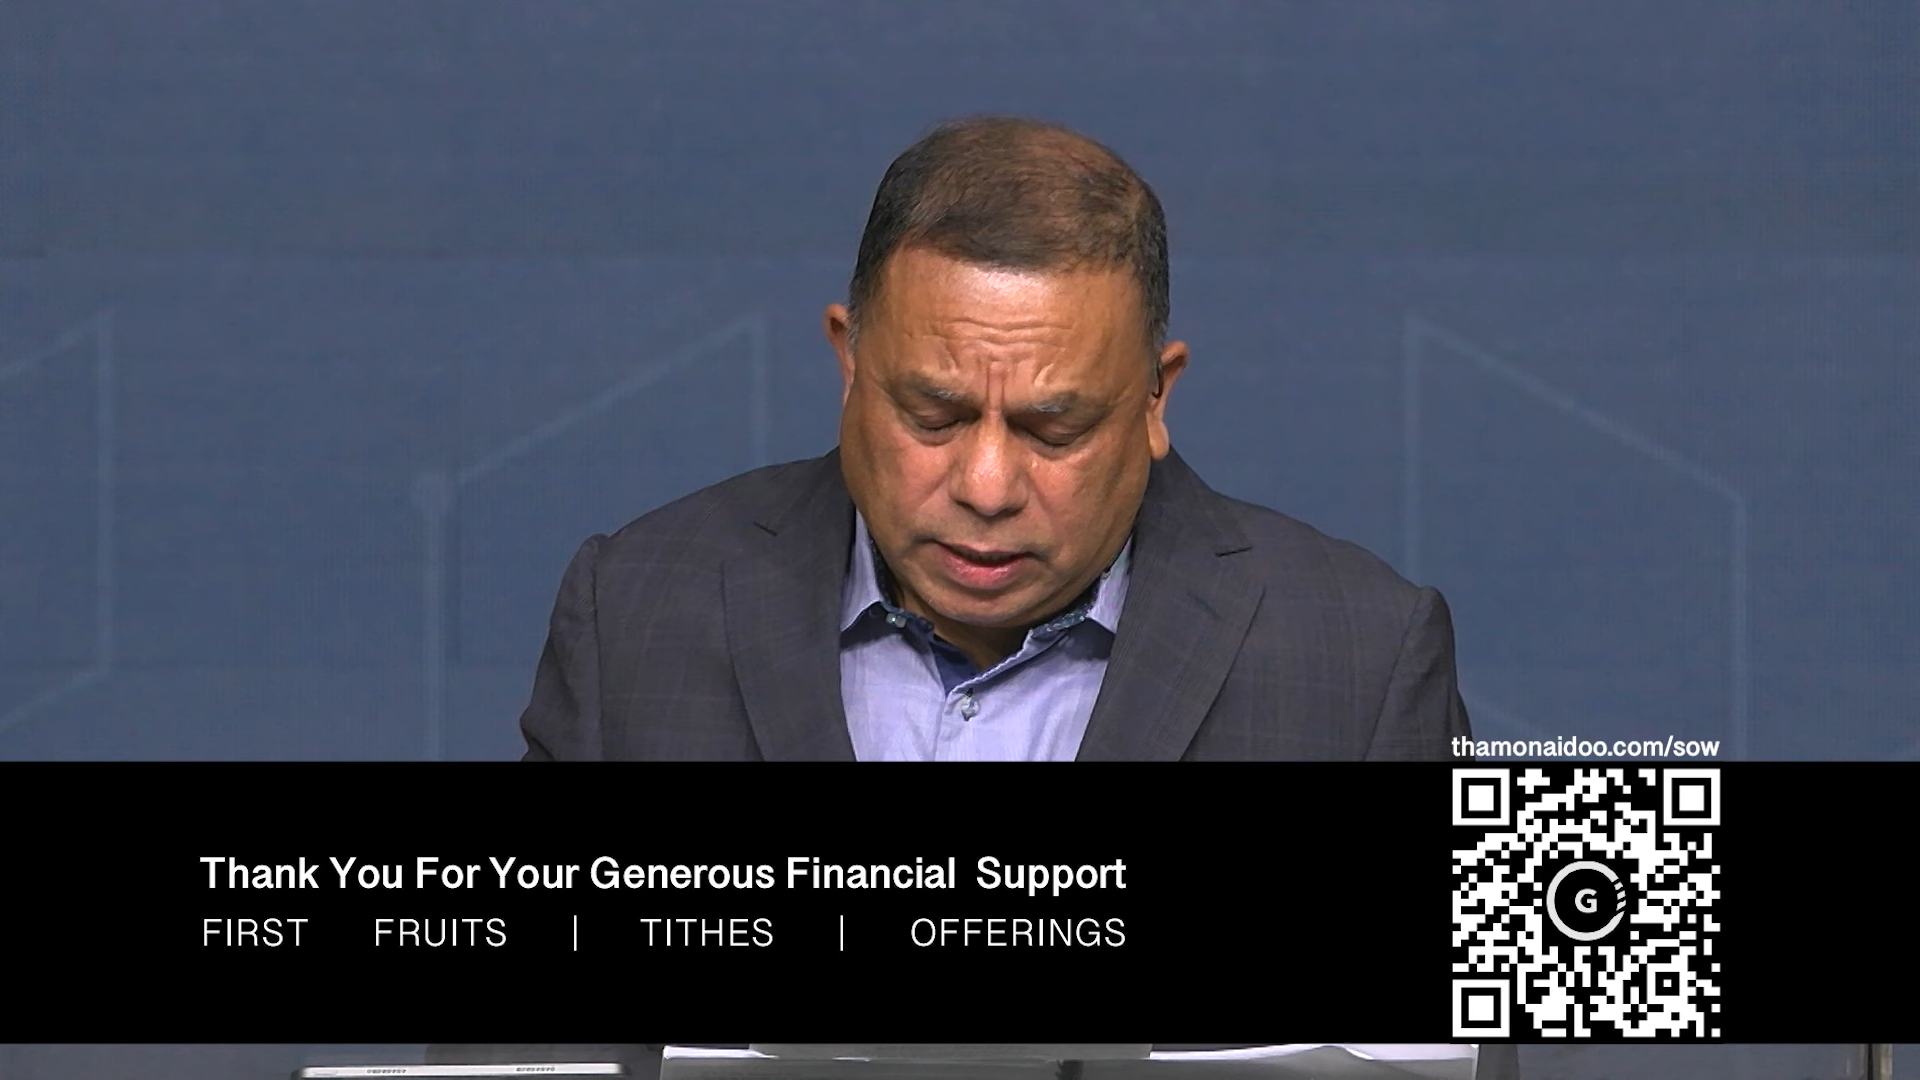 thamonaidoo.com/sow
Thank You For Your Generous Financial Support
FIRST FRUITS | TITHES | OFFERINGS
G